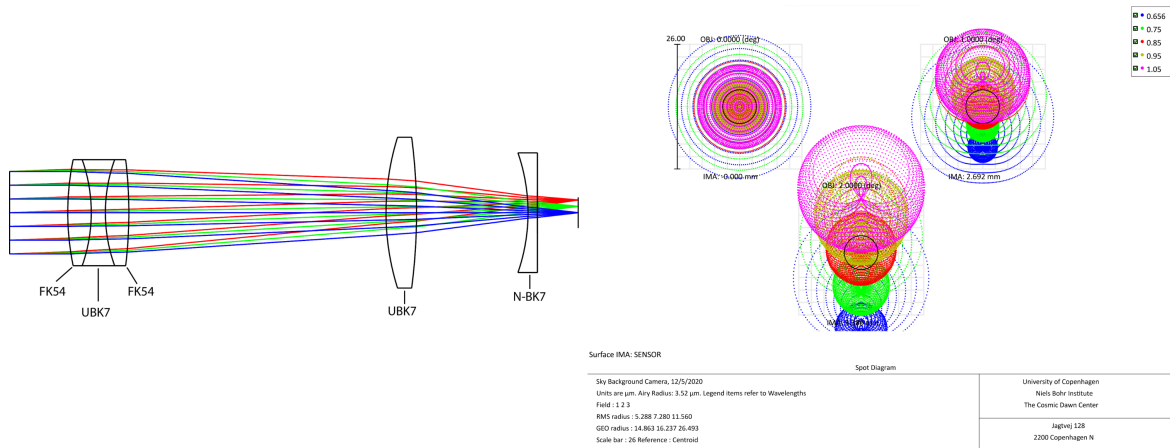 FK54
FK54
UBK7
UBK7
N-BK7
OBJ: 0.0000 (deg)
26.00
IMA: -0.000 mm
OBJ: 1.0000 (deg)
IMA: 2.692 mm
OBJ: 2.0000 (deg)
0.656
0.75
0.85
0.95
1.05
Surface IMA: SENSOR
Spot Diagram
Sky Background Camera, 12/5/2020
Units are µm. Airy Radius: 3.52 µm. Legend items refer to Wavelengths
Field : 1 2 3
RMS radius : 5.288 7.280 11.560
GEO radius : 14.863 16.237 26.493
Scale bar : 26 Reference : Centroid
University of Copenhagen
Niels Bohr Institute
The Cosmic Dawn Center
Jagtvej 128
2200 Copenhagen N